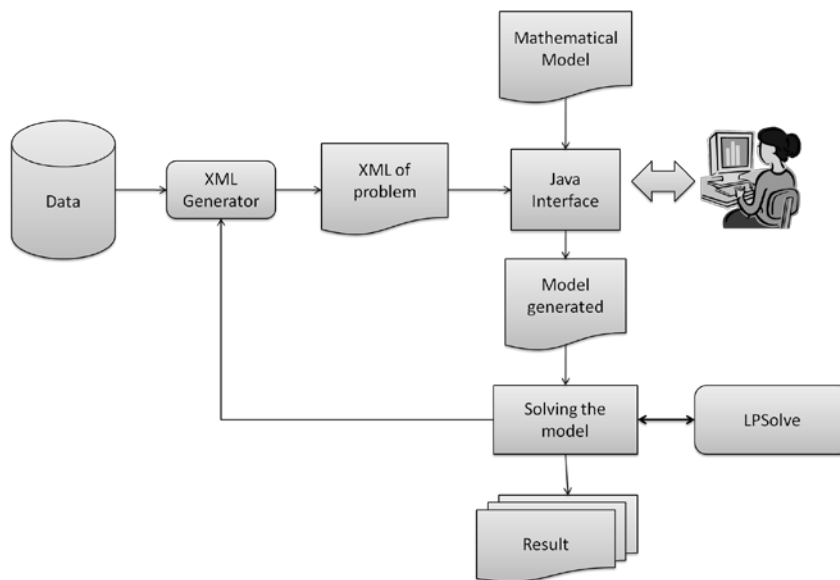 Mathematical
Model
Data
XML
Generator
XML of
problem
Java
Interface
Model
generated
Solving the
model
LPSolve
Result